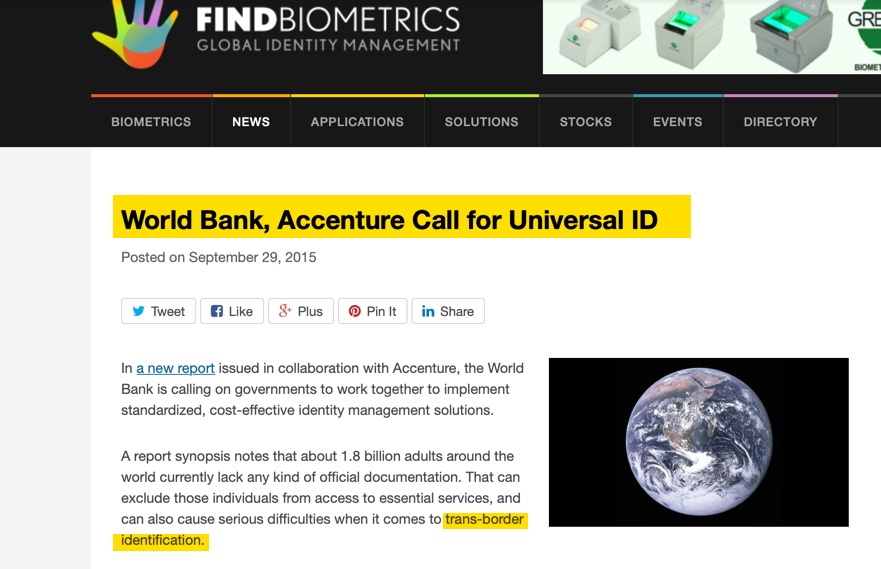 FINDBIOMETRICS
GLOBAL IDENTITY MANAGEMENT
BIOMETRICS
NEWS
APPLICATIONS
SOLUTIONS
STOCKS
EVENTS
DIRECTORY
World Bank, Accenture Call for Universal ID
Posted on September 29, 2015
Tweet
Like
Plus
Pin It
Share
In a new report issued in collaboration with Accenture, the World
Bank is calling on governments to work together to implement
standardized, cost-effective identity management solutions.
A report synopsis notes that about 1.8 billion adults around the
world currently lack any kind of official documentation. That can
exclude those individuals from access to essential services, and
can also cause serious difficulties when it comes to trans-border
identification.